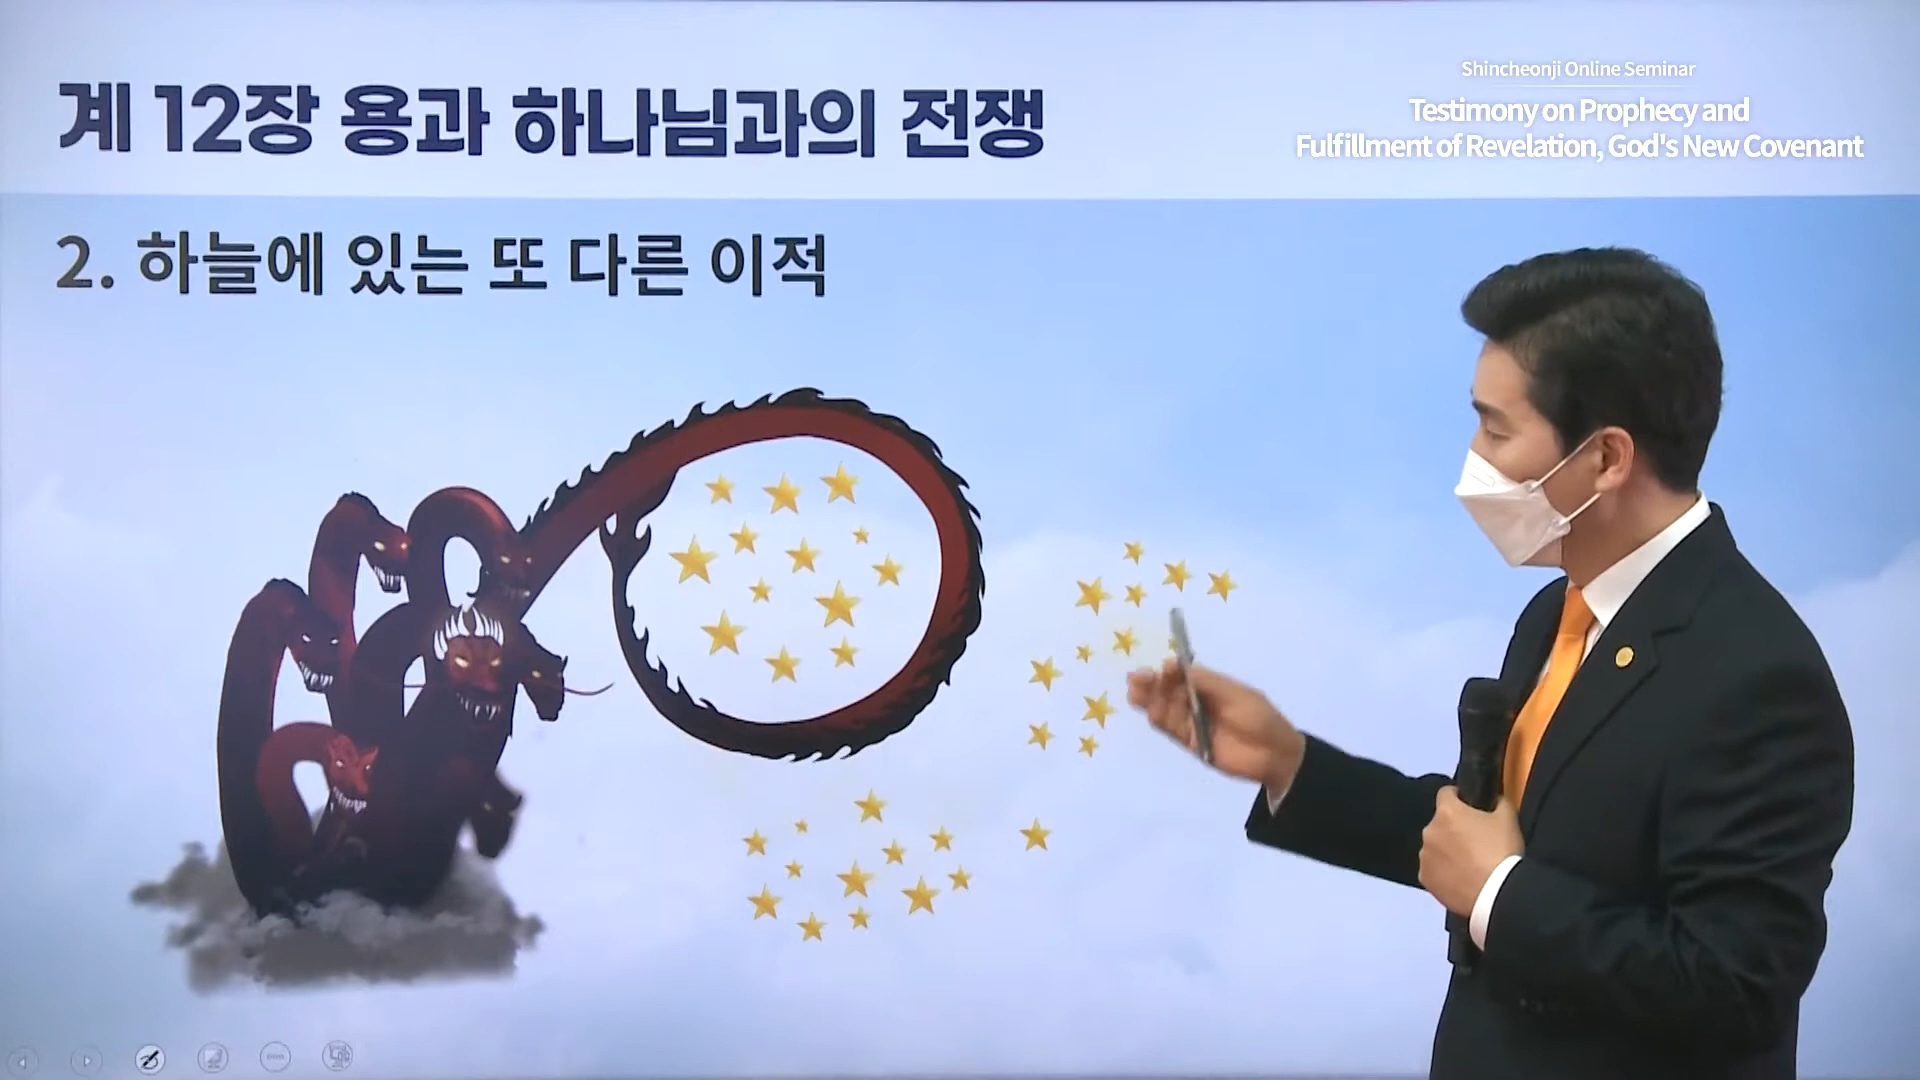 계 12장 용과 하나님과의 전쟁
Shincheonji Online Seminar
Testimony on Prophecy and
Fulfillment of Revelation, God's New Covenant
2. 하늘에 있는 또 다른 이적